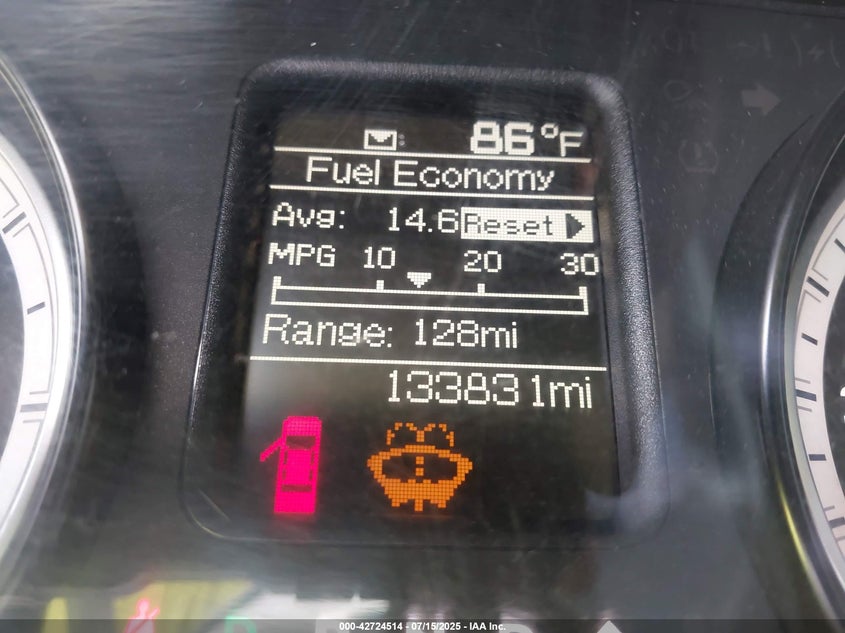 86°F
Fuel Economy
Avg: 14.6 Reset
MPG 10 20 30
Range: 128mi
133831mi
000-42724514 - 07/15/2025 - IAA Inc.